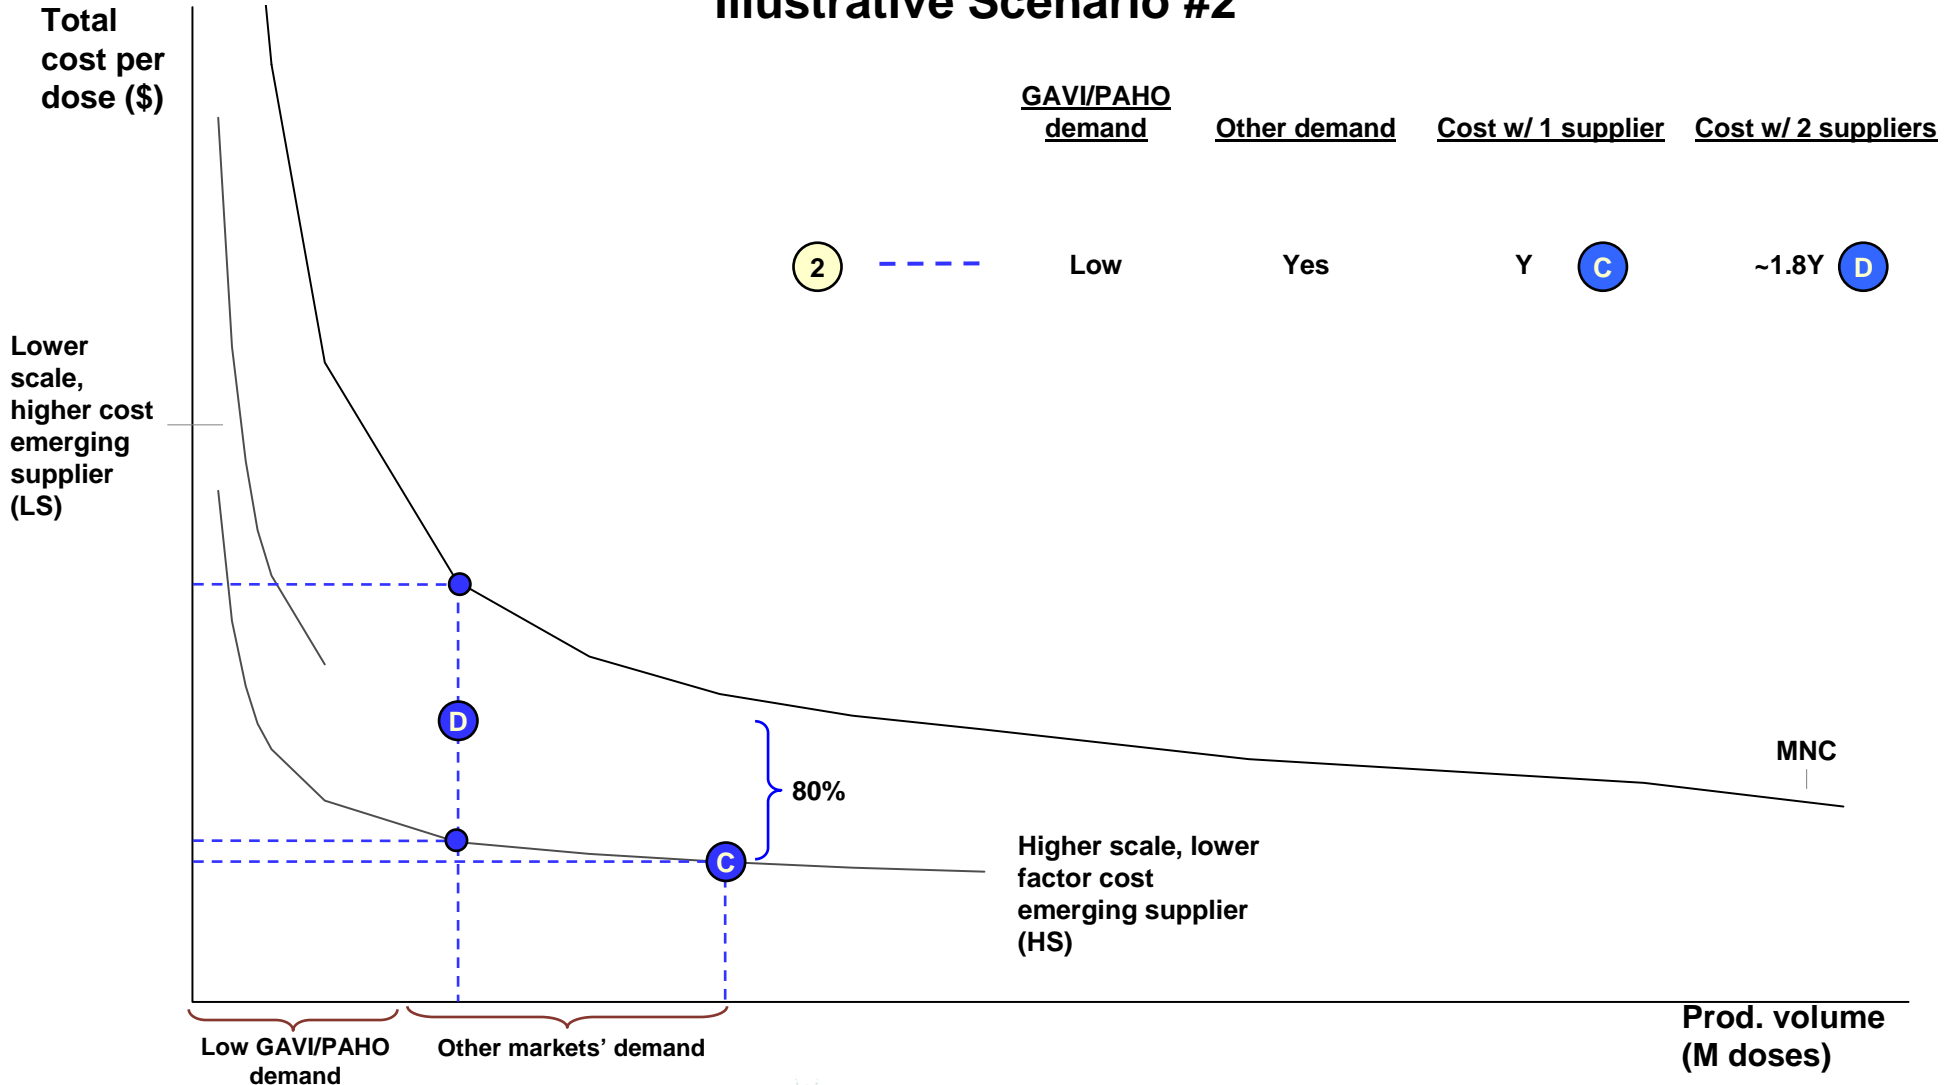 Illustrative Scenario #2
Total
cost per
dose ($)
GAVI/PAHO
demand
Other demand
Cost w/ 1 supplier
Cost w/ 2 suppliers
2
Low
Yes
Y
C
~1.8Y
D
Lower
scale,
higher cost
emerging
supplier
(LS)
D
80%
C
MNC
Higher scale, lower
factor cost
emerging supplier
(HS)
Low GAVI/PAHO
demand
Other markets’ demand
Prod. volume
(M doses)